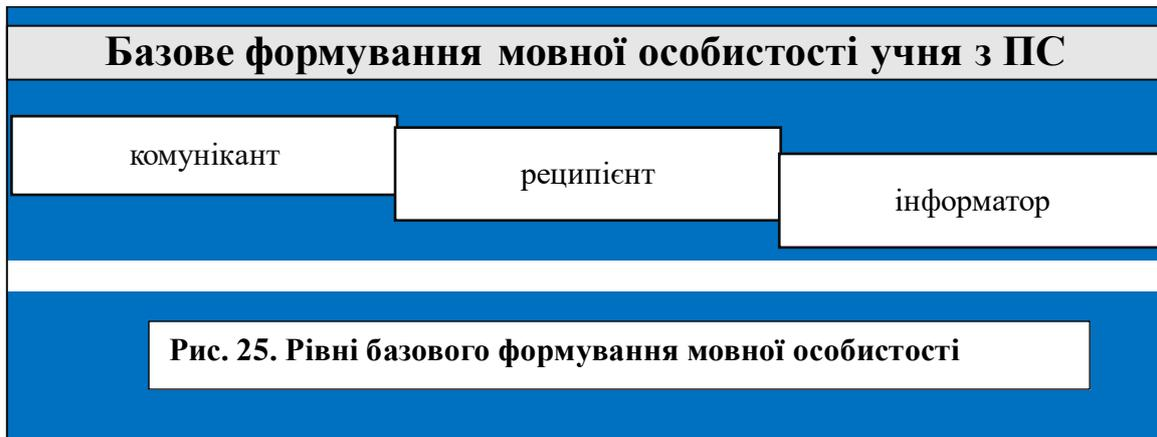 Базове формування мовної особистості учня з ПС
комунікант
реципієнт
інформатор
Рис. 25. Рівні базового формування мовної особистості